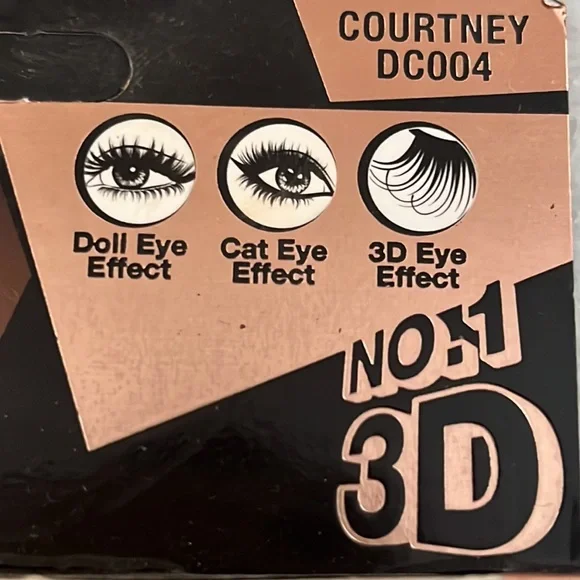 COURTNEY
DC004
Doll Eye
Effect
Cat Eye
Effect
3D Eye
Effect
NO:1
3D